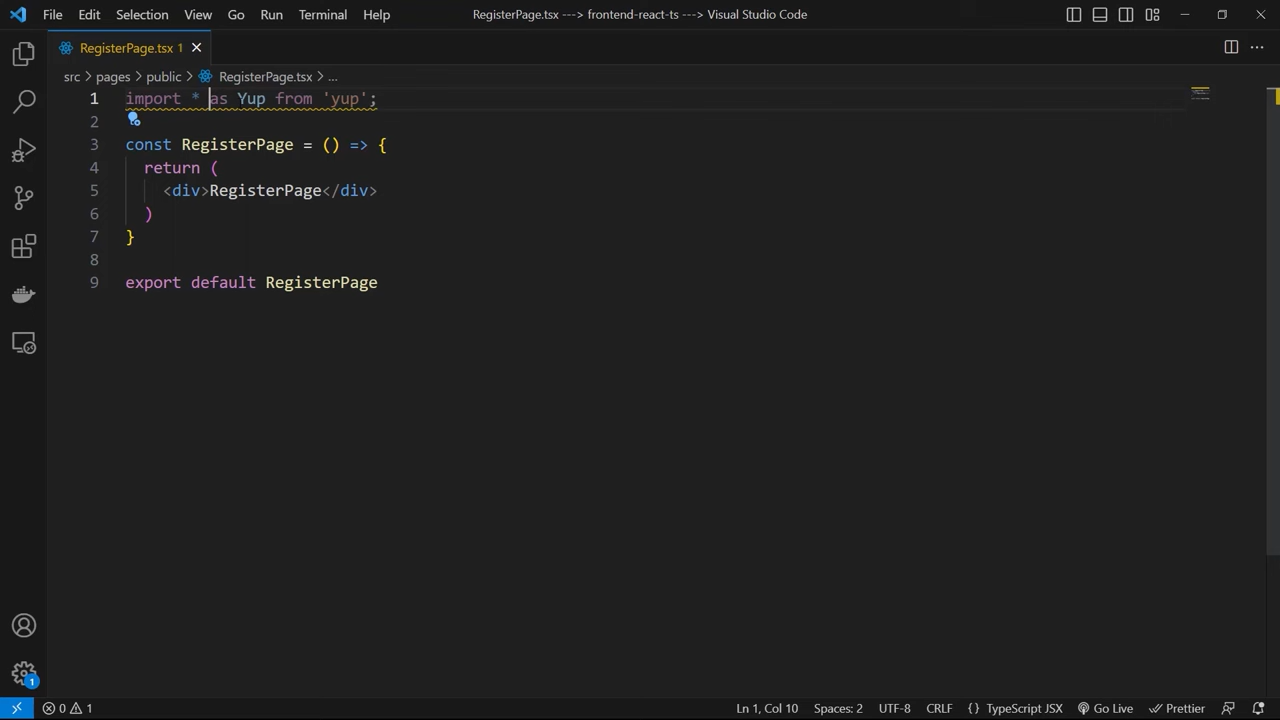 File Edit Selection View Go Run Terminal Help RegisterPage.tsx ---> frontend-react-ts ---> Visual Studio Code
RegisterPage.tsx 1
src > pages > public > RegisterPage.tsx > ...
1 import * as Yup from 'yup';
2
3 const RegisterPage = () => {
4 return (
5 <div>RegisterPage</div>
6 )
7 }
8
9 export default RegisterPage
1
0 1 Ln 1, Col 10 Spaces: 2 UTF-8 CRLF { } TypeScript JSX Go Live Prettier